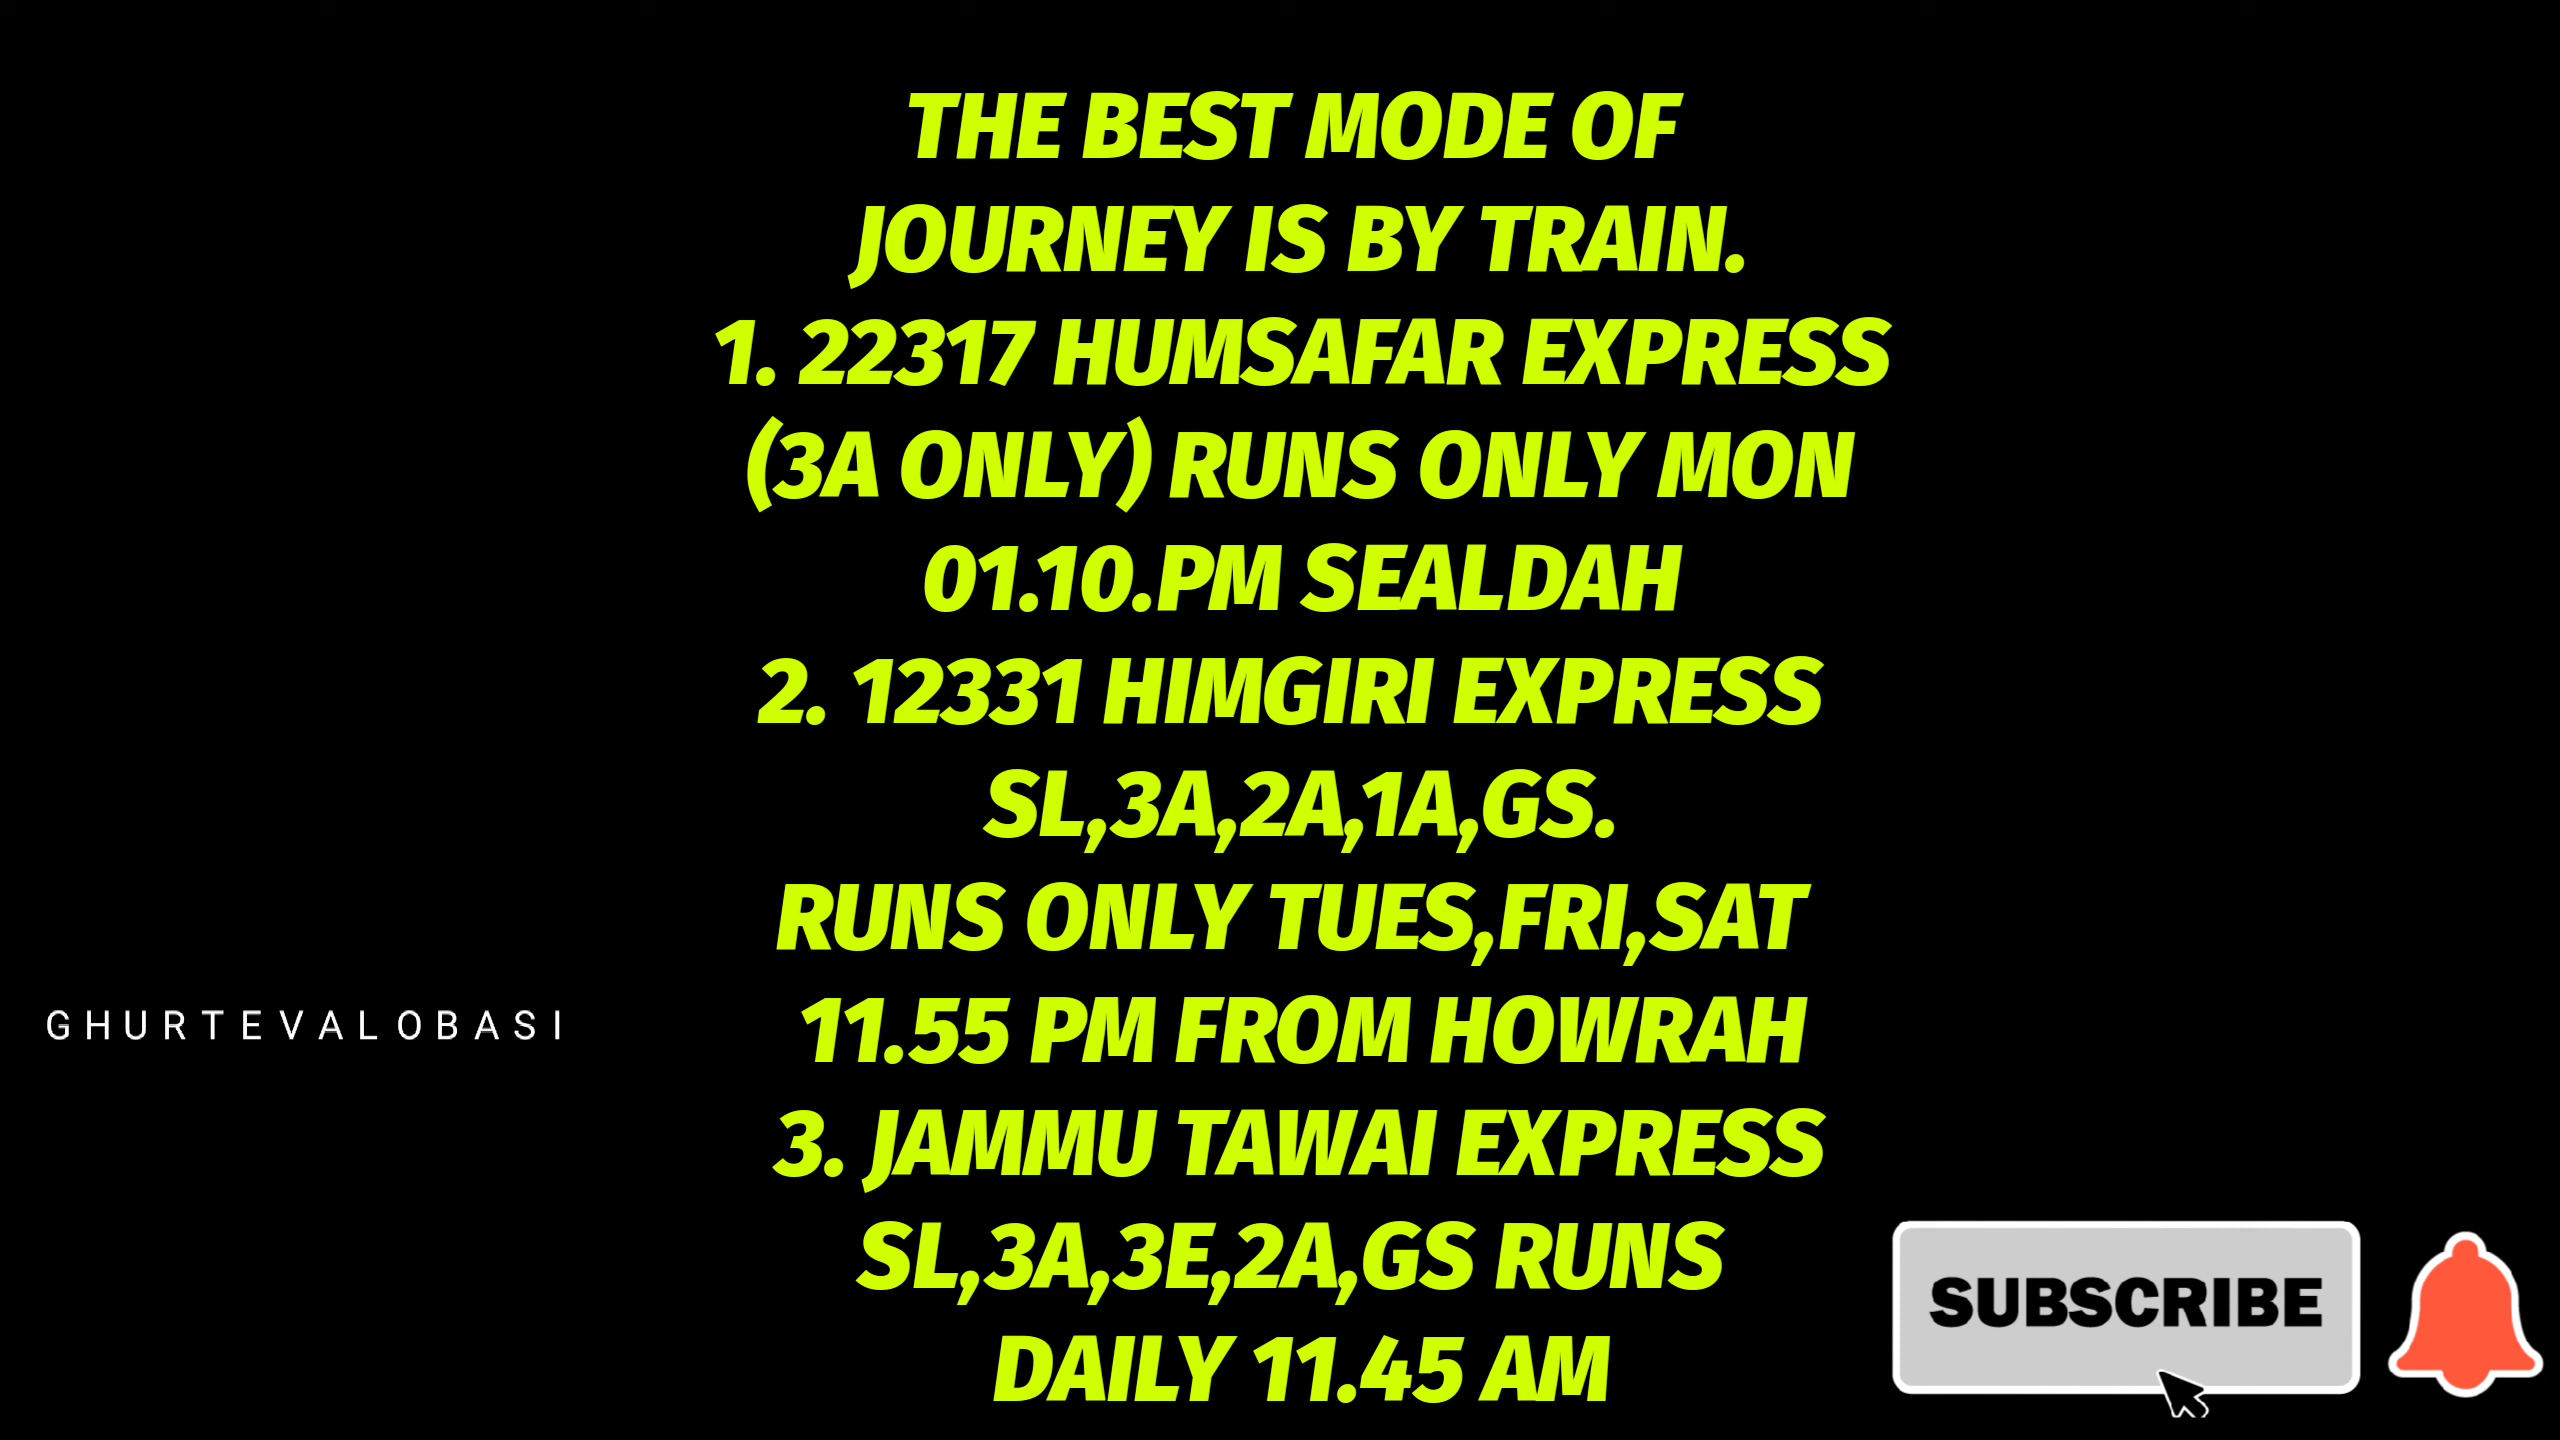 THE BEST MODE OF
JOURNEY IS BY TRAIN.
1. 22317 HUMSAFAR EXPRESS
(3A ONLY) RUNS ONLY MON
01.10.PM SEALDAH
2. 12331 HIMGIRI EXPRESS
SL,3A,2A,1A,GS.
RUNS ONLY TUES,FRI,SAT
11.55 PM FROM HOWRAH
3. JAMMU TAWAI EXPRESS
SL,3A,3E,2A,GS RUNS
DAILY 11.45 AM
GHURTEVALOBASI
SUBSCRIBE